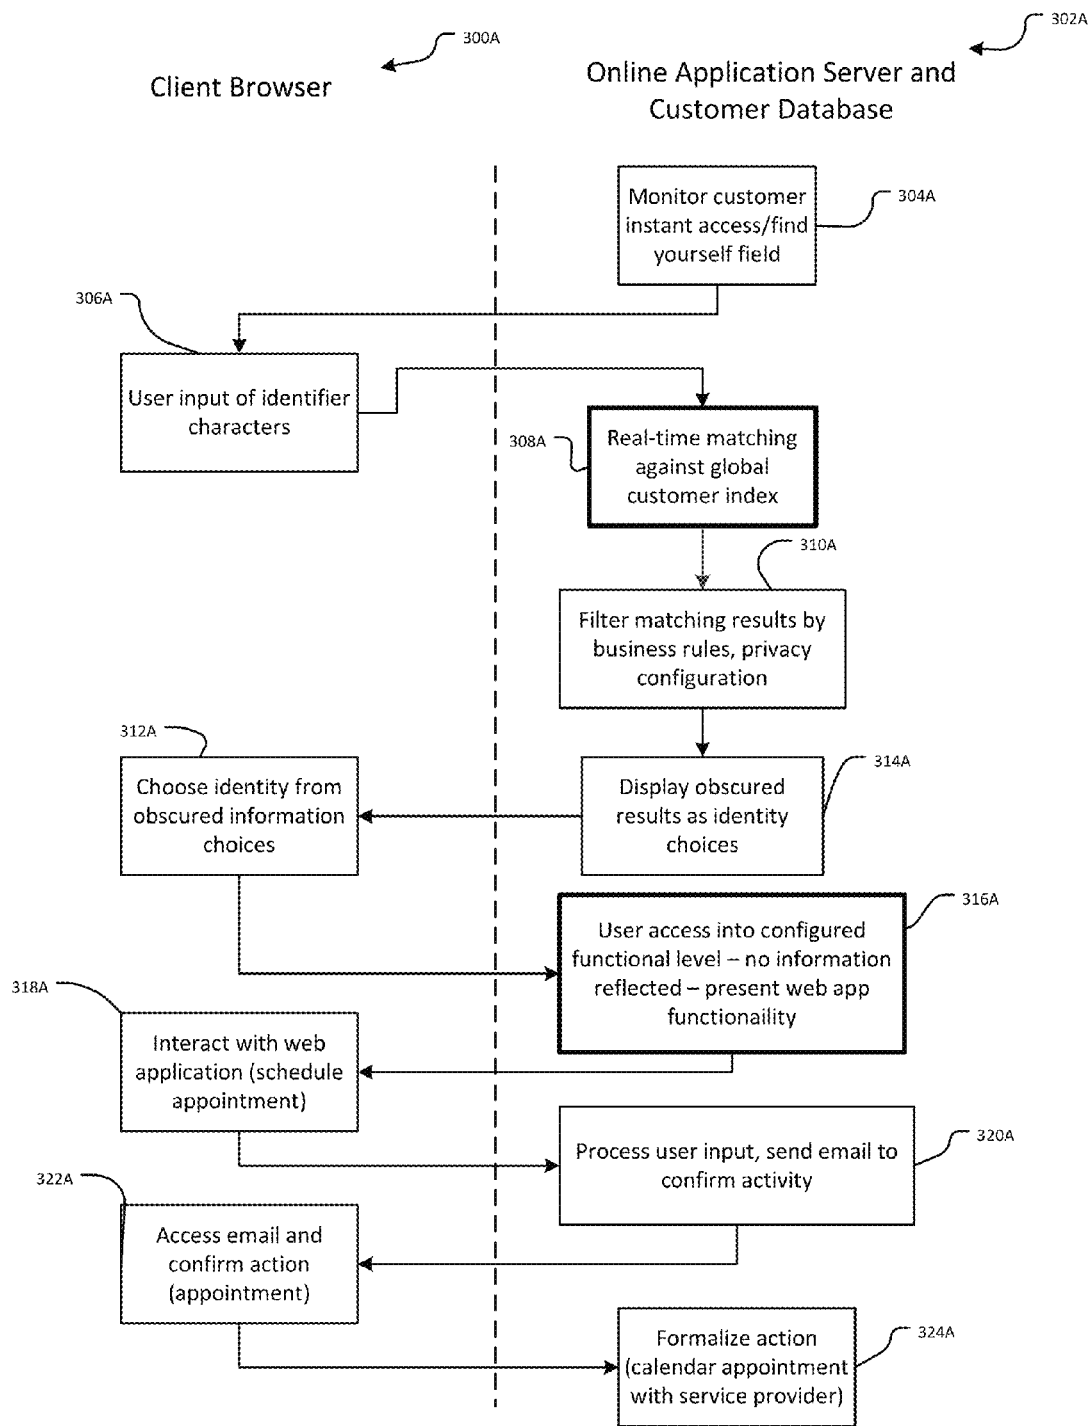 300A
302A
Client Browser
Online Application Server and
Customer Database
Monitor customer
instant access/find
yourself field
304A
306A
User input of identifier
characters
308A
Real-time matching
against global
customer index
310A
Filter matching results by
business rules, privacy
configuration
312A
Choose identity from
obscured information
choices
314A
Display obscured
results as identity
choices
316A
User access into configured
functional level – no information
reflected – present web app
functionaility
318A
Interact with web
application (schedule
appointment)
320A
Process user input, send email to
confirm activity
322A
Access email and
confirm action
(appointment)
324A
Formalize action
(calendar appointment
with service provider)